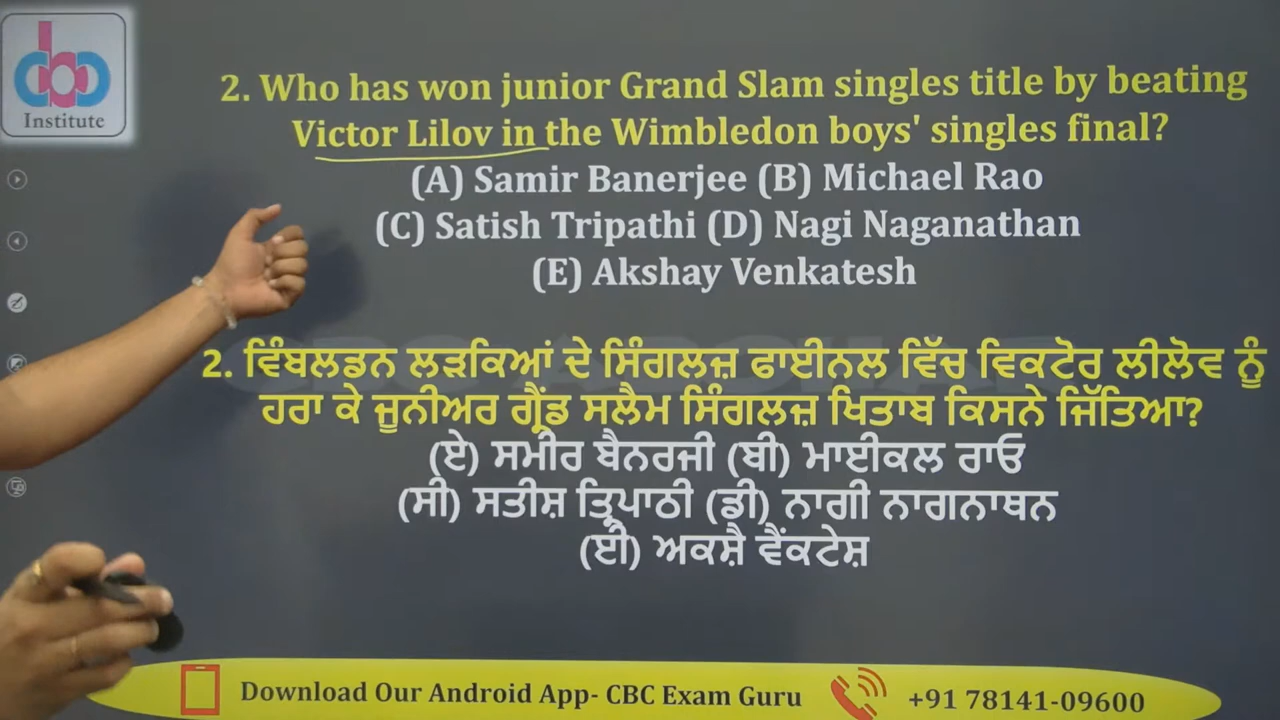 Institute
2. Who has won junior Grand Slam singles title by beating
Victor Lilov in the Wimbledon boys' singles final?
(A) Samir Banerjee (B) Michael Rao
(C) Satish Tripathi (D) Nagi Naganathan
(E) Akshay Venkatesh
2. ਵਿੰਬਲਡਨ ਲੜਕਿਆਂ ਦੇ ਸਿੰਗਲਜ਼ ਫਾਈਨਲ ਵਿੱਚ ਵਿਕਟੋਰ ਲੀਲੋਵ ਨੂੰ
ਹਰਾ ਕੇ ਜੂਨੀਅਰ ਗ੍ਰੈਂਡ ਸਲੈਮ ਸਿੰਗਲਜ਼ ਖਿਤਾਬ ਕਿਸਨੇ ਜਿੱਤਿਆ?
(ਏ) ਸਮੀਰ ਬੈਨਰਜੀ (ਬੀ) ਮਾਈਕਲ ਰਾਓ
(ਸੀ) ਸਤੀਸ਼ ਤ੍ਰਿਪਾਠੀ (ਡੀ) ਨਾਗੀ ਨਾਗਨਾਥਨ
(ਈ) ਅਕਸ਼ੈ ਵੈਂਕਟੇਸ਼
Download Our Android App- CBC Exam Guru
+91 78141-09600